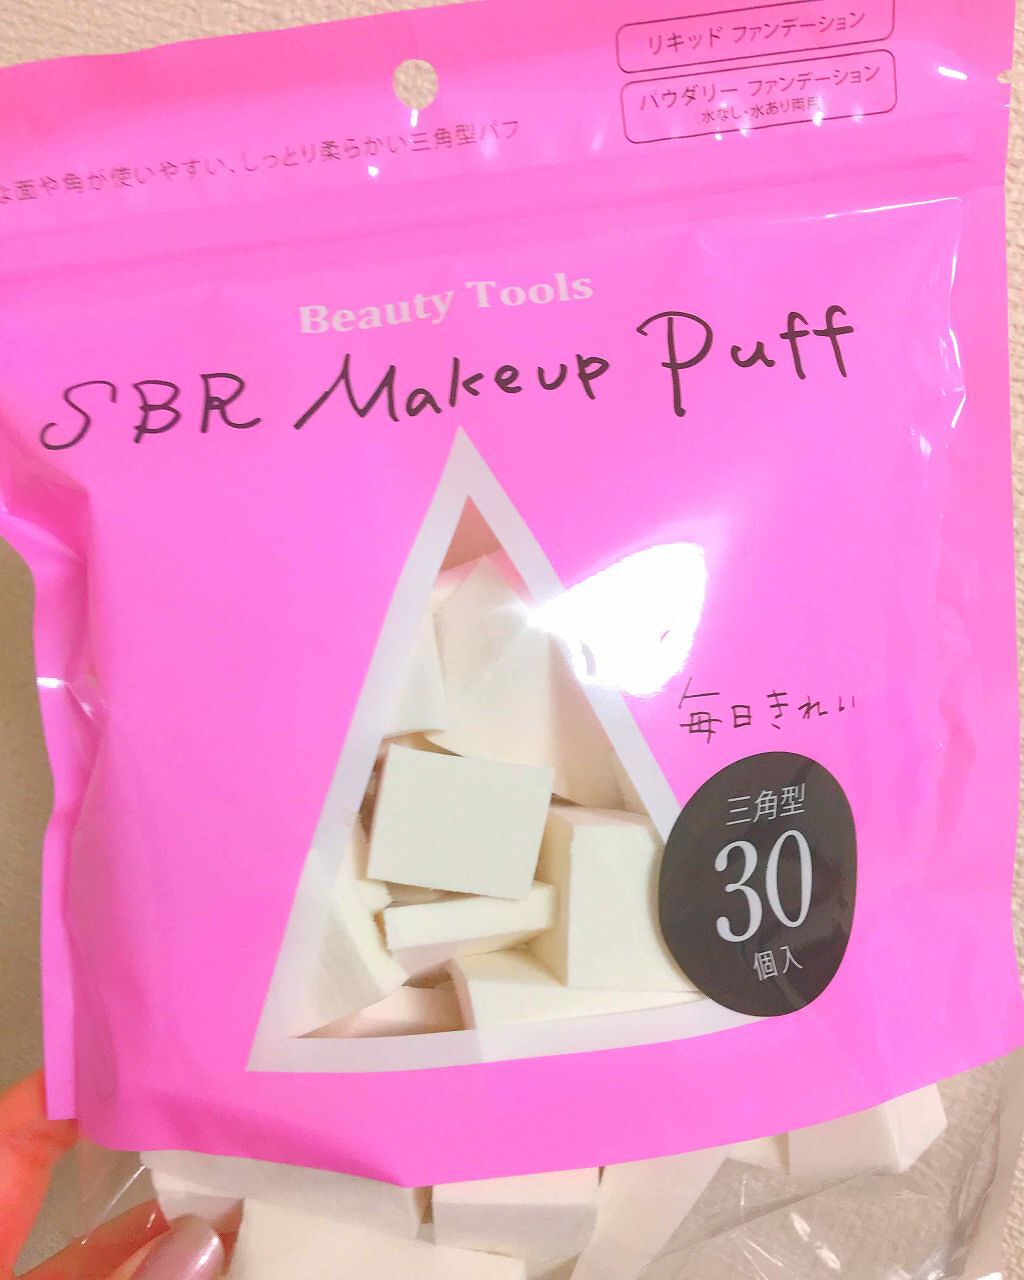 リキッド ファンデーション
パウダリー ファンデーション
水なし・水あり両用
な面や角が使いやすい、しっとり柔らかい三角型パフ
Beauty Tools
SBR Makeup Puff
毎日きれい
三角型
30
個入